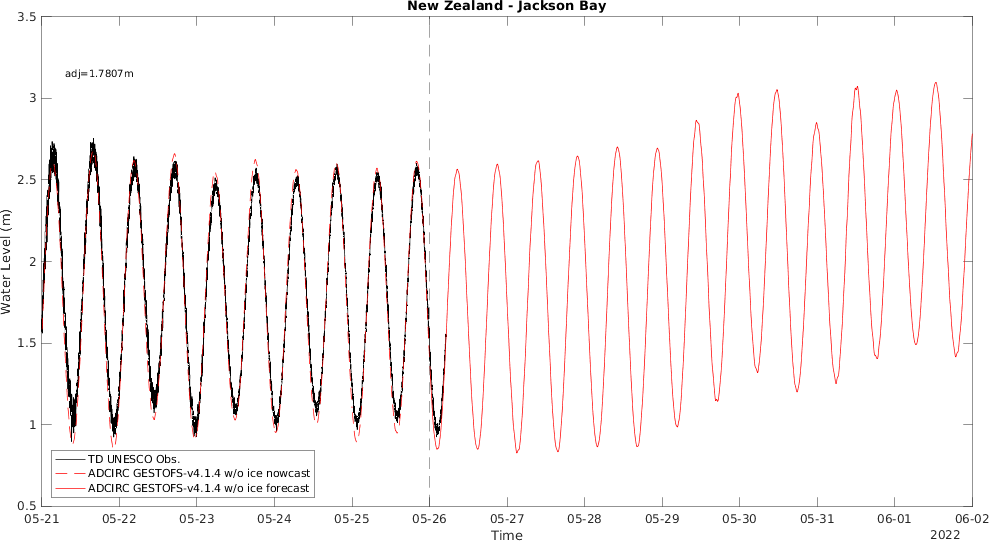 New Zealand - Jackson Bay
3.5
adj=1.7807m
3
2.5
2
1.5
1
0.5
Water Level (m)
TD UNESCO Obs.
ADCIRC GESTOFS-v4.1.4 w/o ice nowcast
ADCIRC GESTOFS-v4.1.4 w/o ice forecast
05-21 05-22 05-23 05-24 05-25 05-26 05-27 05-28 05-29 05-30 05-31 06-01 06-02
Time
2022